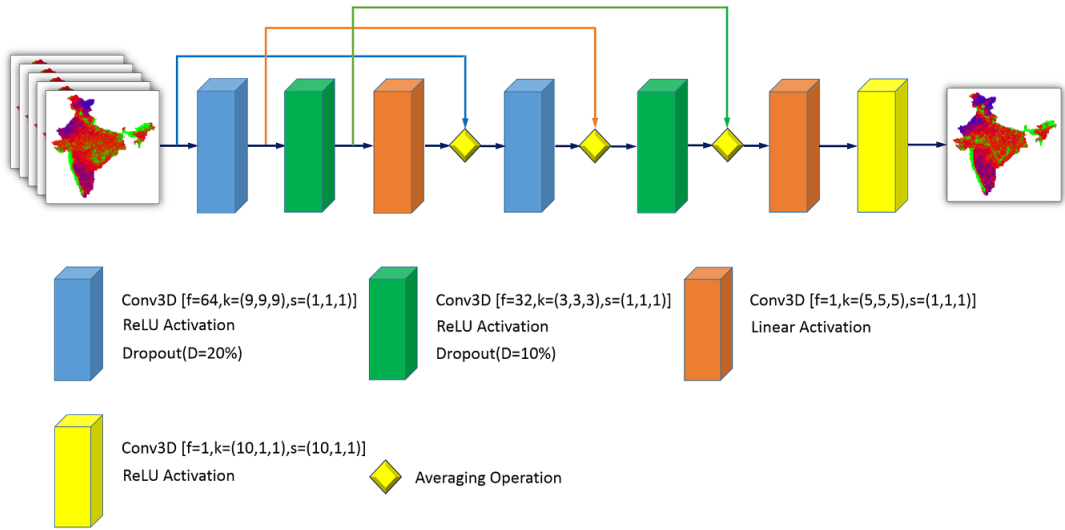 Conv3D [f=64,k=(9,9,9),s=(1,1,1)]
ReLU Activation
Dropout(D=20%)
Conv3D [f=32,k=(3,3,3),s=(1,1,1)]
ReLU Activation
Dropout(D=10%)
Conv3D [f=1,k=(5,5,5),s=(1,1,1)]
Linear Activation
Conv3D [f=1,k=(10,1,1),s=(10,1,1)]
ReLU Activation
Averaging Operation